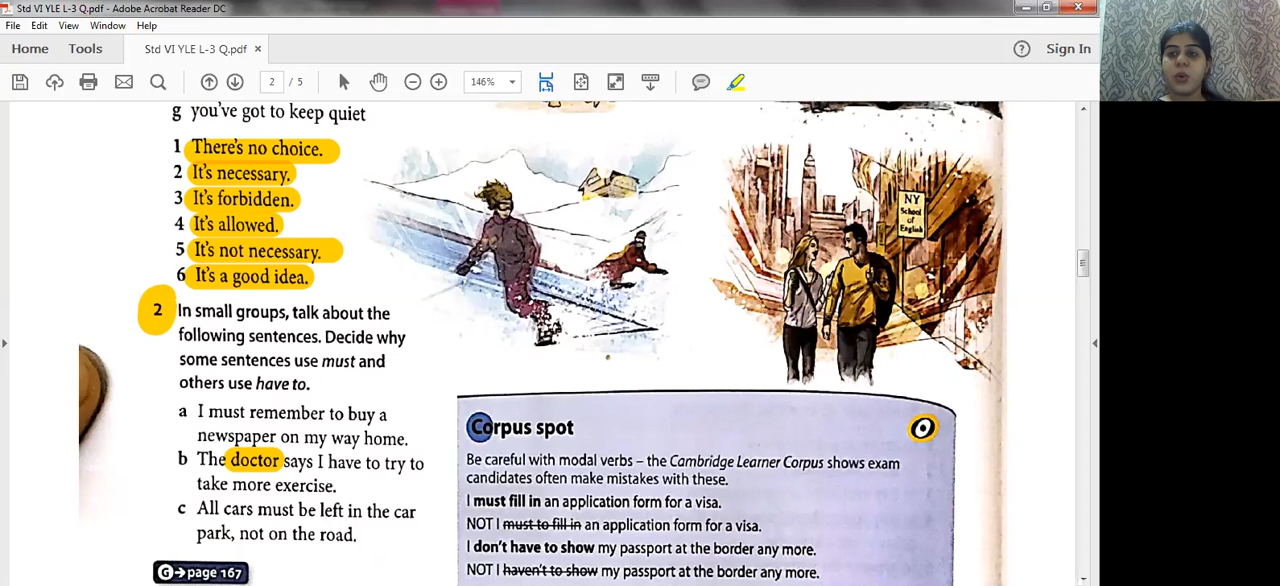 Std VI YLE L-3 Q.pdf - Adobe Acrobat Reader DC
File Edit View Window Help
Home Tools Std VI YLE L-3 Q.pdf × Sign In
2 / 5 146%
g you've got to keep quiet
1 There's no choice.
2 It's necessary.
3 It's forbidden.
4 It's allowed.
5 It's not necessary.
6 It's a good idea.
NY
School
of
English
2 In small groups, talk about the
following sentences. Decide why
some sentences use must and
others use have to.
a I must remember to buy a
newspaper on my way home.
b The doctor says I have to try to
take more exercise.
c All cars must be left in the car
park, not on the road.
G→page 167
Corpus spot
Be careful with modal verbs – the Cambridge Learner Corpus shows exam
candidates often make mistakes with these.
I must fill in an application form for a visa.
NOT I must to fill in an application form for a visa.
I don't have to show my passport at the border any more.
NOT I haven't to show my passport at the border any more.